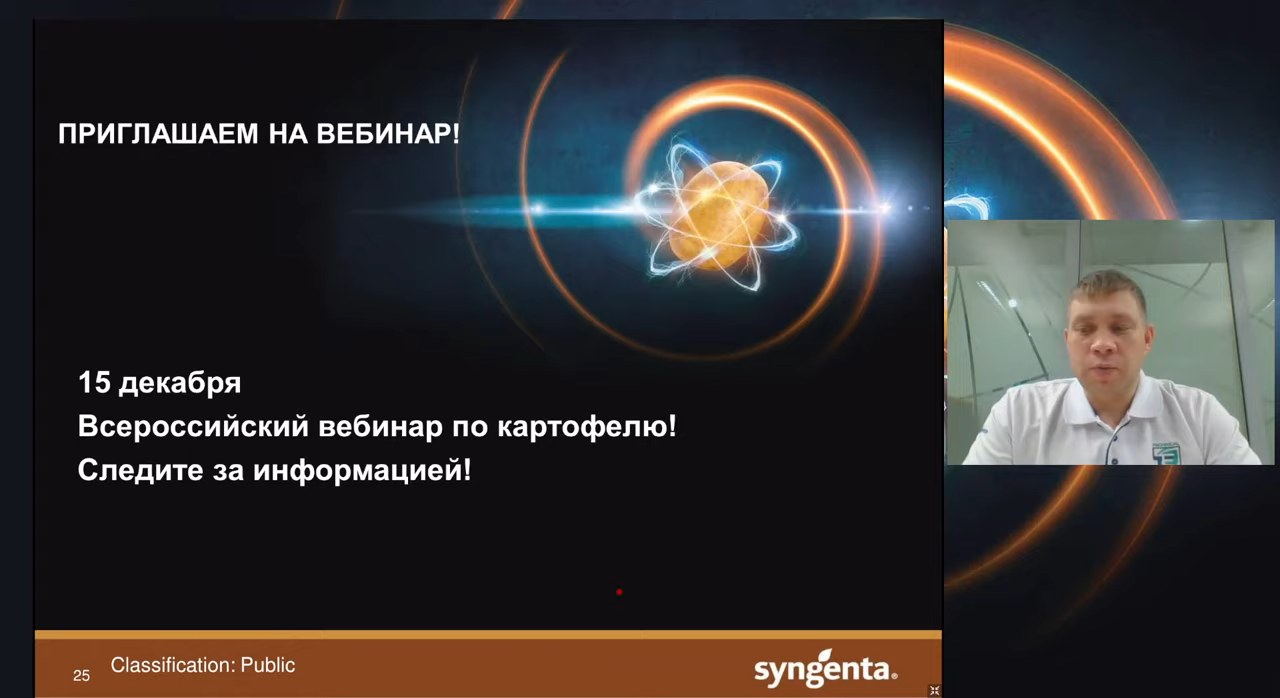 ПРИГЛАШАЕМ НА ВЕБИНАР!
15 декабря
Всероссийский вебинар по картофелю!
Следите за информацией!
25 Classification: Public
syngenta®